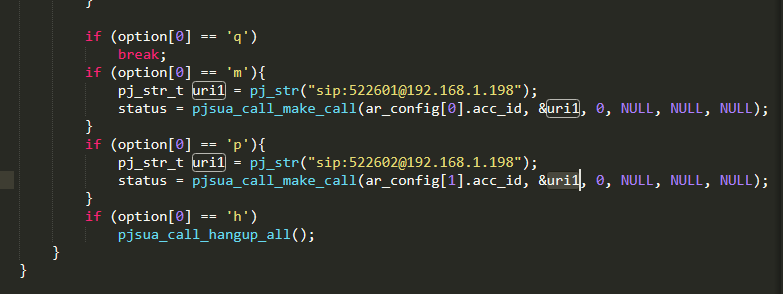 }
if (option[0] == 'q')
break;
if (option[0] == 'm'){
pj_str_t uri1 = pj_str("sip:522601@192.168.1.198");
status = pjsua_call_make_call(ar_config[0].acc_id, &uri1, 0, NULL, NULL, NULL);
}
if (option[0] == 'p'){
pj_str_t uri1 = pj_str("sip:522602@192.168.1.198");
status = pjsua_call_make_call(ar_config[1].acc_id, &uri1, 0, NULL, NULL, NULL);
}
if (option[0] == 'h')
pjsua_call_hangup_all();
}
}